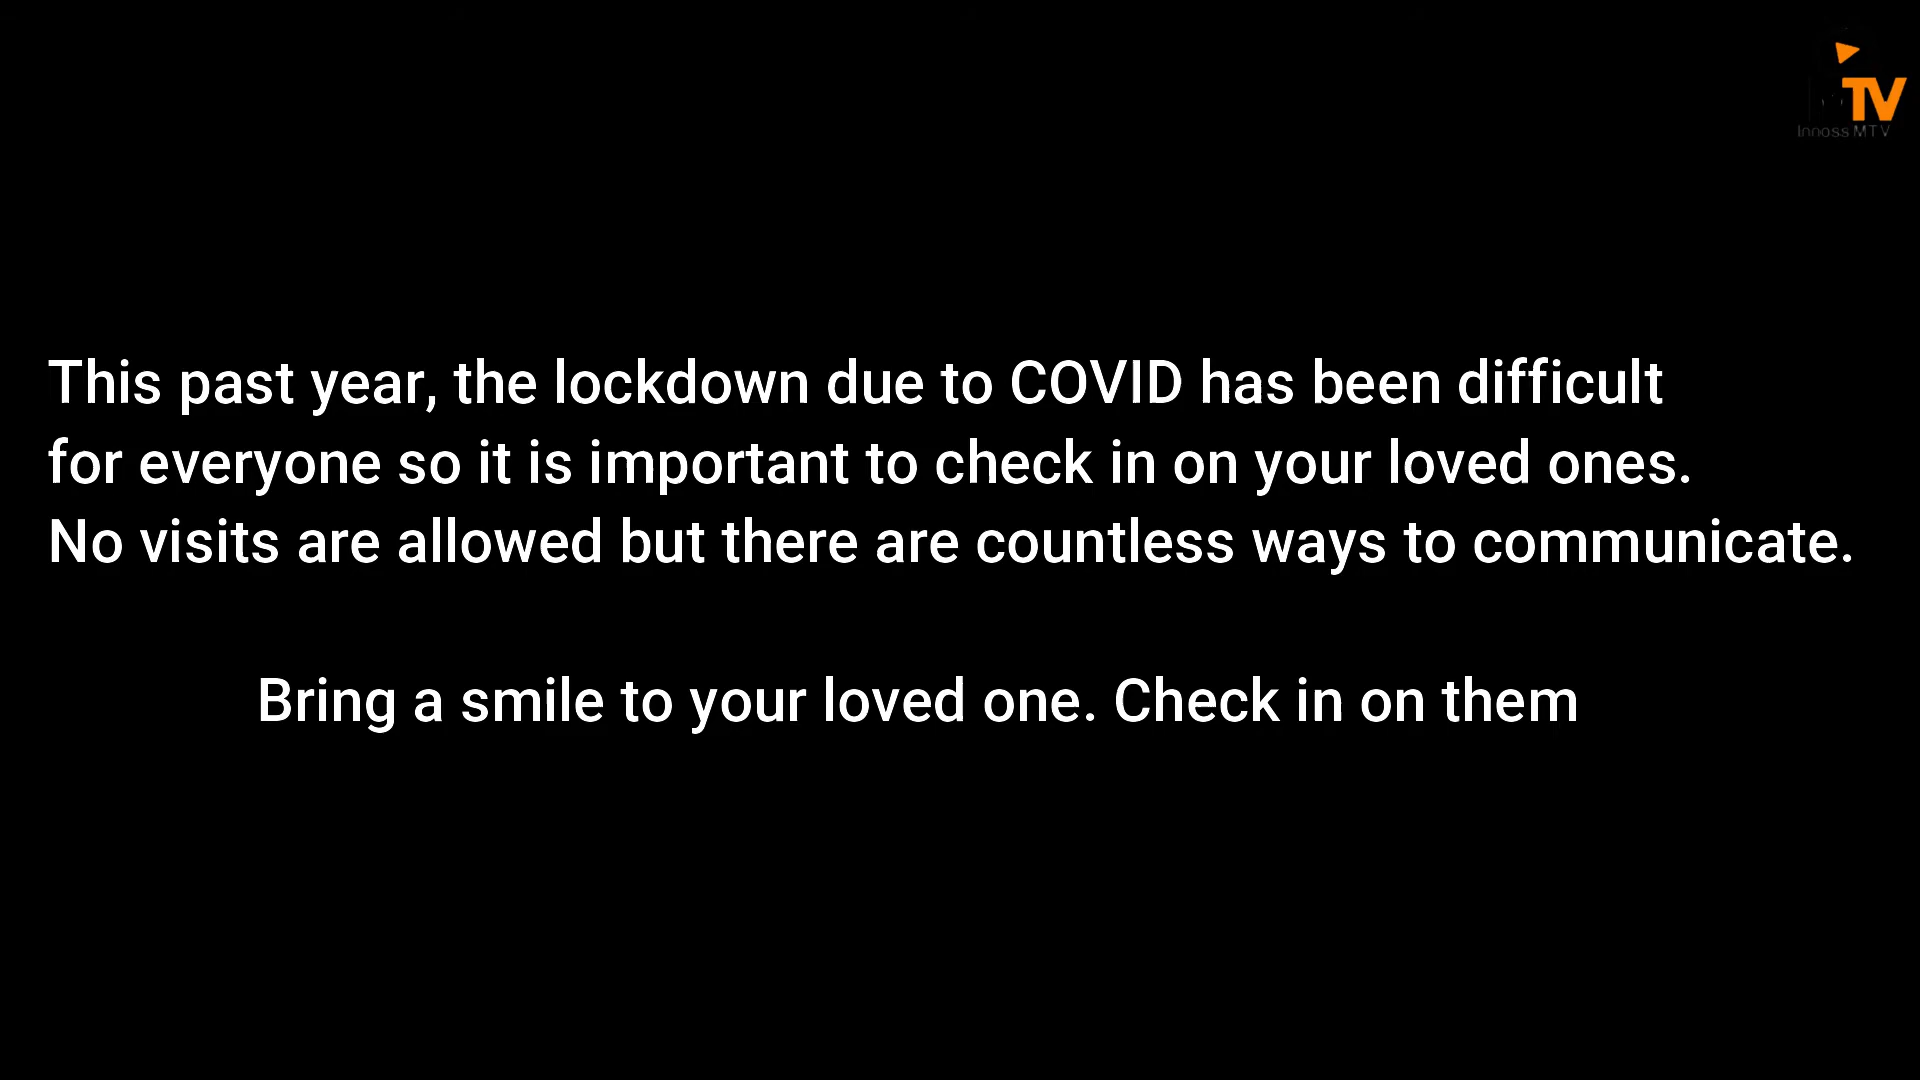 TV
Innoss MTV
This past year, the lockdown due to COVID has been difficult
for everyone so it is important to check in on your loved ones.
No visits are allowed but there are countless ways to communicate.
Bring a smile to your loved one. Check in on them